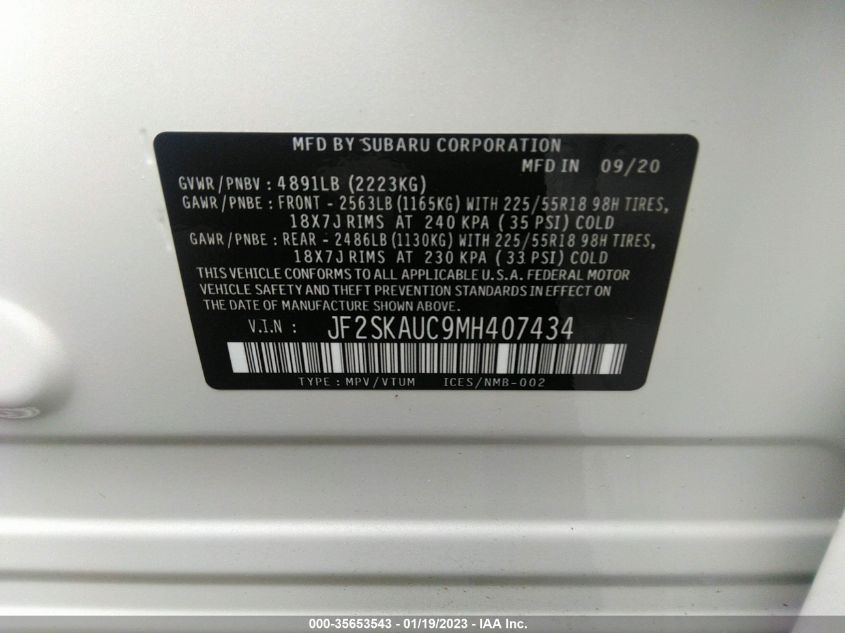 MFD BY SUBARU CORPORATION
MFD IN 09/20
GVWR/PNBV : 4891LB (2223KG)
GAWR/PNBE : FRONT - 2563LB (1165KG) WITH 225/55R18 98H TIRES,
18X7J RIMS AT 240 KPA (35 PSI) COLD
GAWR/PNBE : REAR - 2486LB (1130KG) WITH 225/55R18 98H TIRES,
18X7J RIMS AT 230 KPA (33 PSI) COLD
THIS VEHICLE CONFORMS TO ALL APPLICABLE U.S.A. FEDERAL MOTOR
VEHICLE SAFETY AND THEFT PREVENTION STANDARDS IN EFFECT ON
THE DATE OF MANUFACTURE SHOWN ABOVE.
V.I.N : JF2SKAUC9MH407434
TYPE : MPV/VTUM ICES/NMB-002
000-35653543 / 01/19/2023 - IAA Inc.